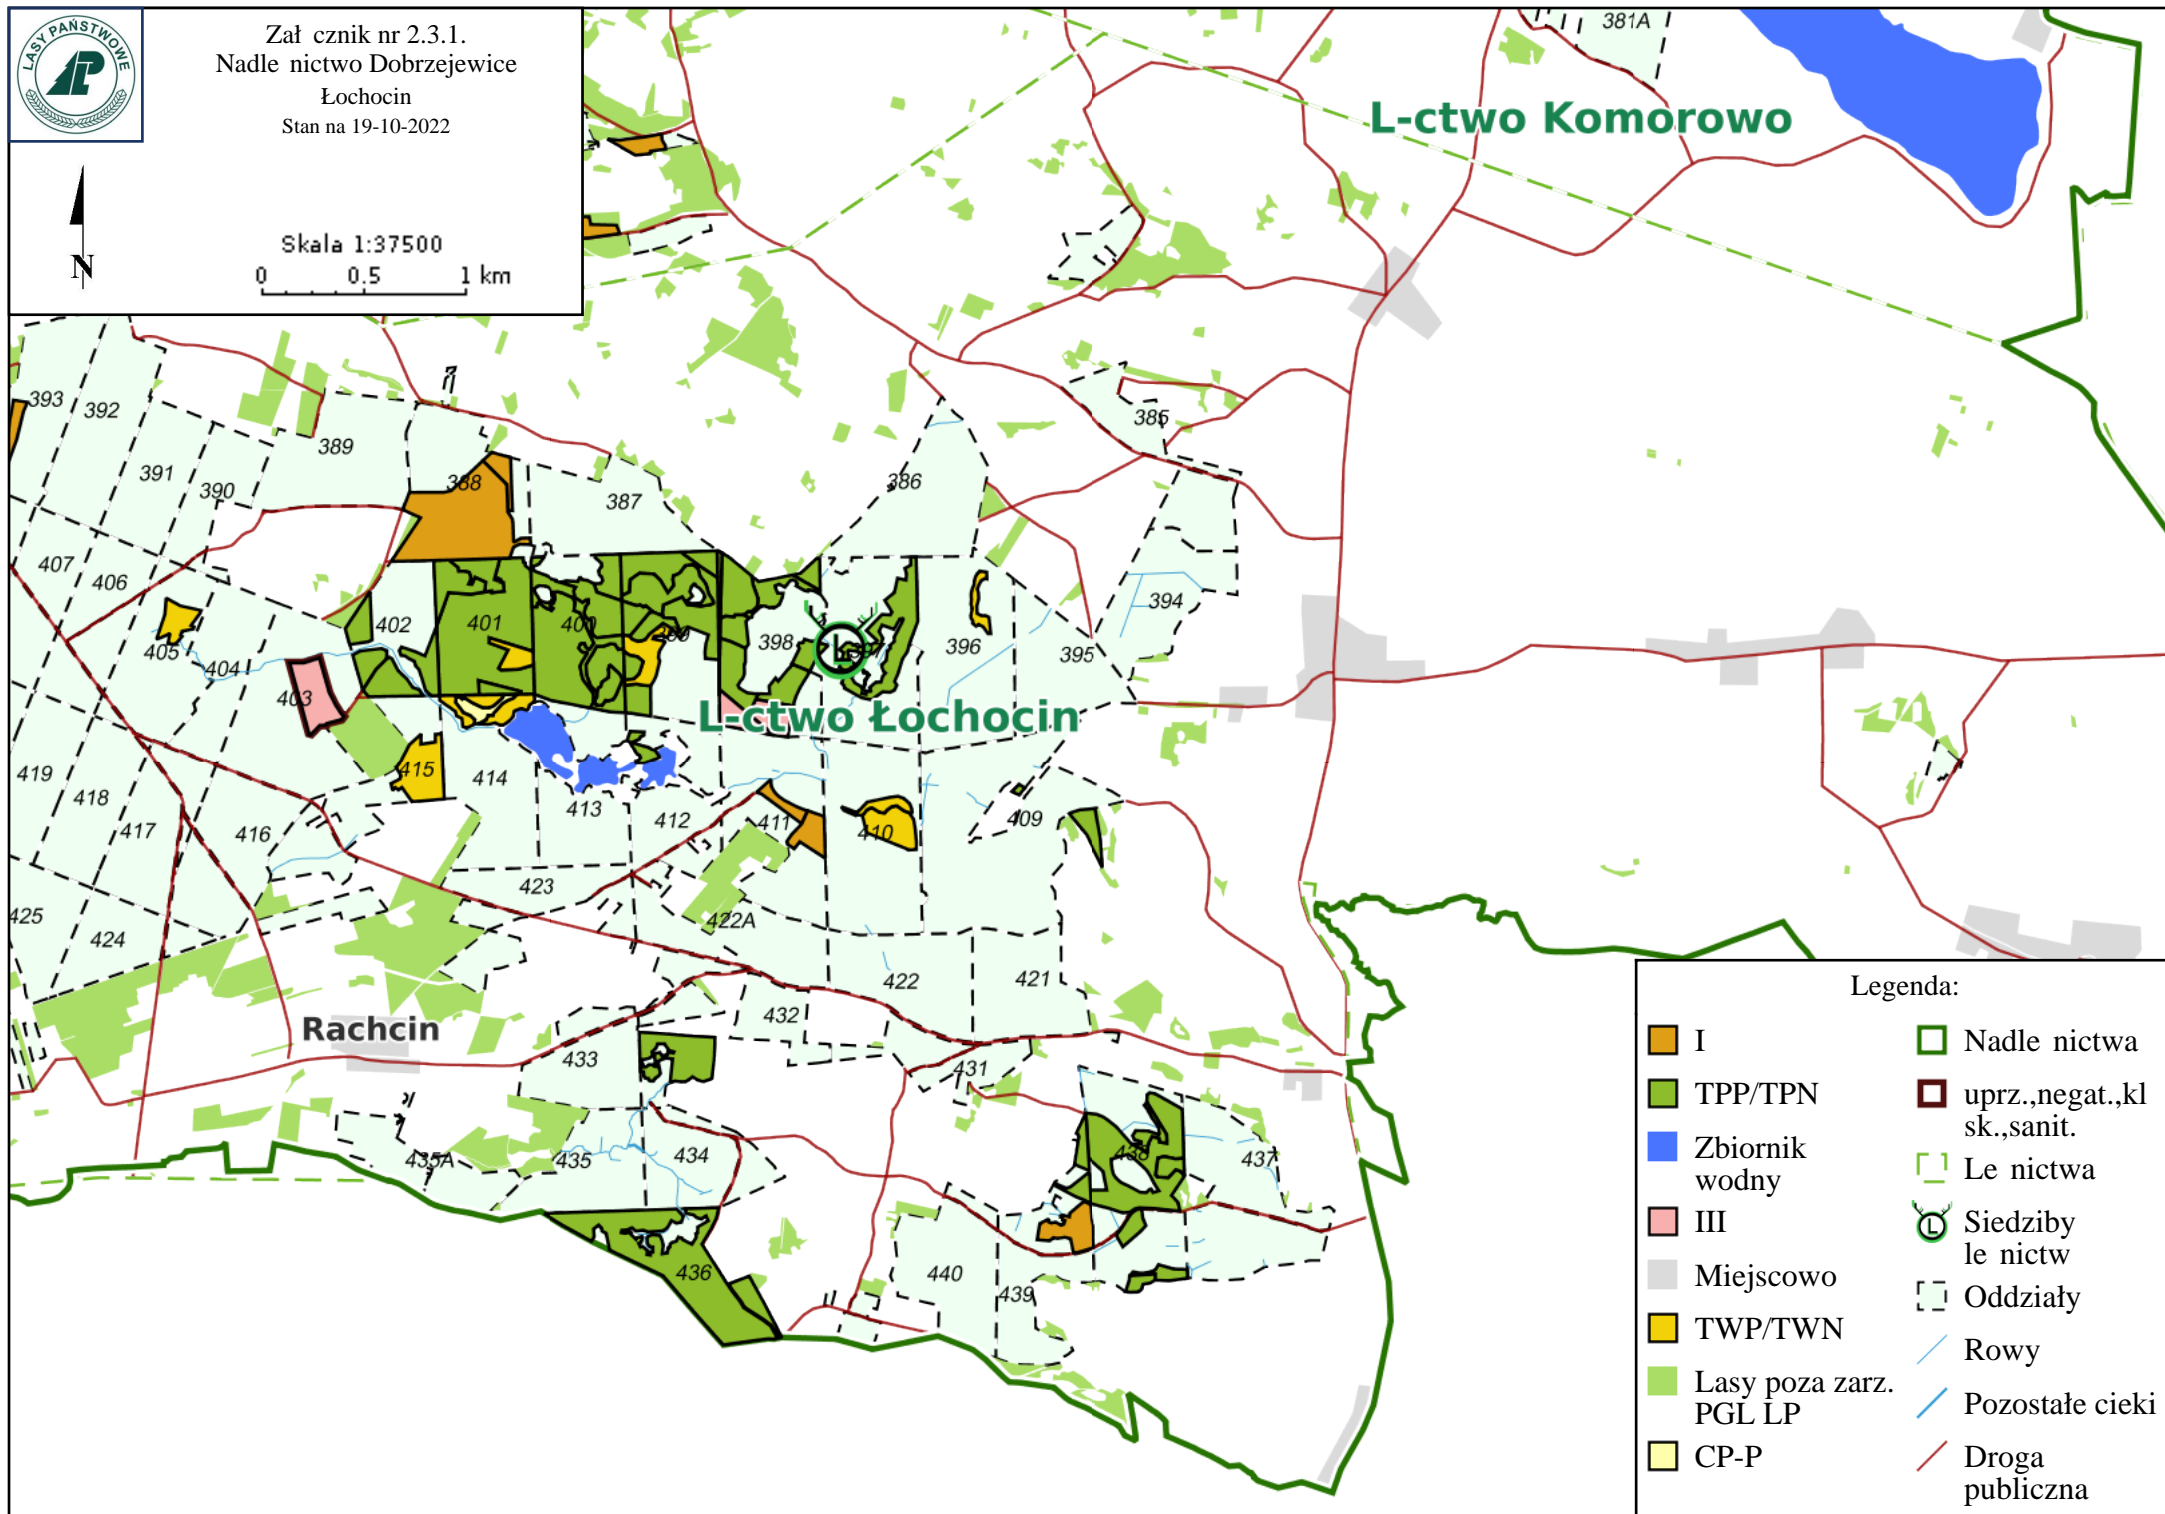 LASY PAŃSTWOWE
Zał cznik nr 2.3.1.
Nadle nictwo Dobrzejewice
Łochocin
Stan na 19-10-2022
N
Skala 1:37500
0 0.5 1 km
381A
L-ctwo Komorowo
393
392
391
390
389
388
387
386
385
407
406
405
404
403
402
401
400
399
398
397
396
395
394
L-ctwo Łochocin
419
418
417
416
415
414
413
412
411
410
409
425
424
423
422A
422
421
Rachcin
433
432
431
435A
435
434
438
437
436
440
439
Legenda:
I
TPP/TPN
Zbiornik
wodny
III
Miejscowo
TWP/TWN
Lasy poza zarz.
PGL LP
CP-P
Nadle nictwa
uprz.,negat.,kl
sk.,sanit.
Le nictwa
L
Siedziby
le nictw
Oddziały
Rowy
Pozostałe cieki
Droga
publiczna